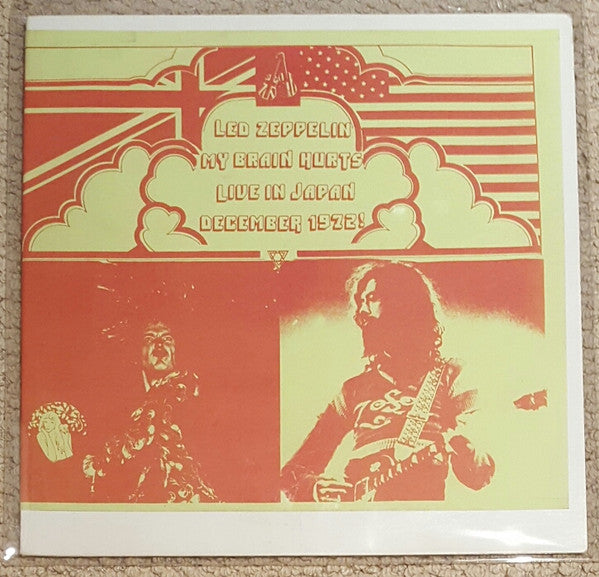 LED ZEPPELIN
MY BRAIN HURTS
LIVE IN JAPAN
DECEMBER 1972!